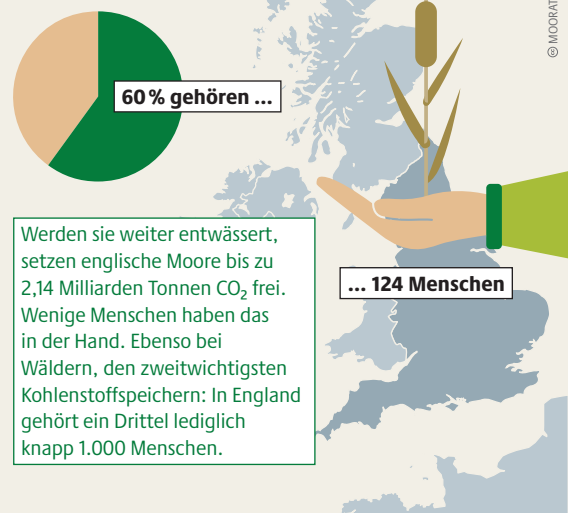 © MOORAT
60 % gehören ...
... 124 Menschen
Werden sie weiter entwässert,
setzen englische Moore bis zu
2,14 Milliarden Tonnen CO₂ frei.
Wenige Menschen haben das
in der Hand. Ebenso bei
Wäldern, den zweitwichtigsten
Kohlenstoffspeichern: In England
gehört ein Drittel lediglich
knapp 1.000 Menschen.